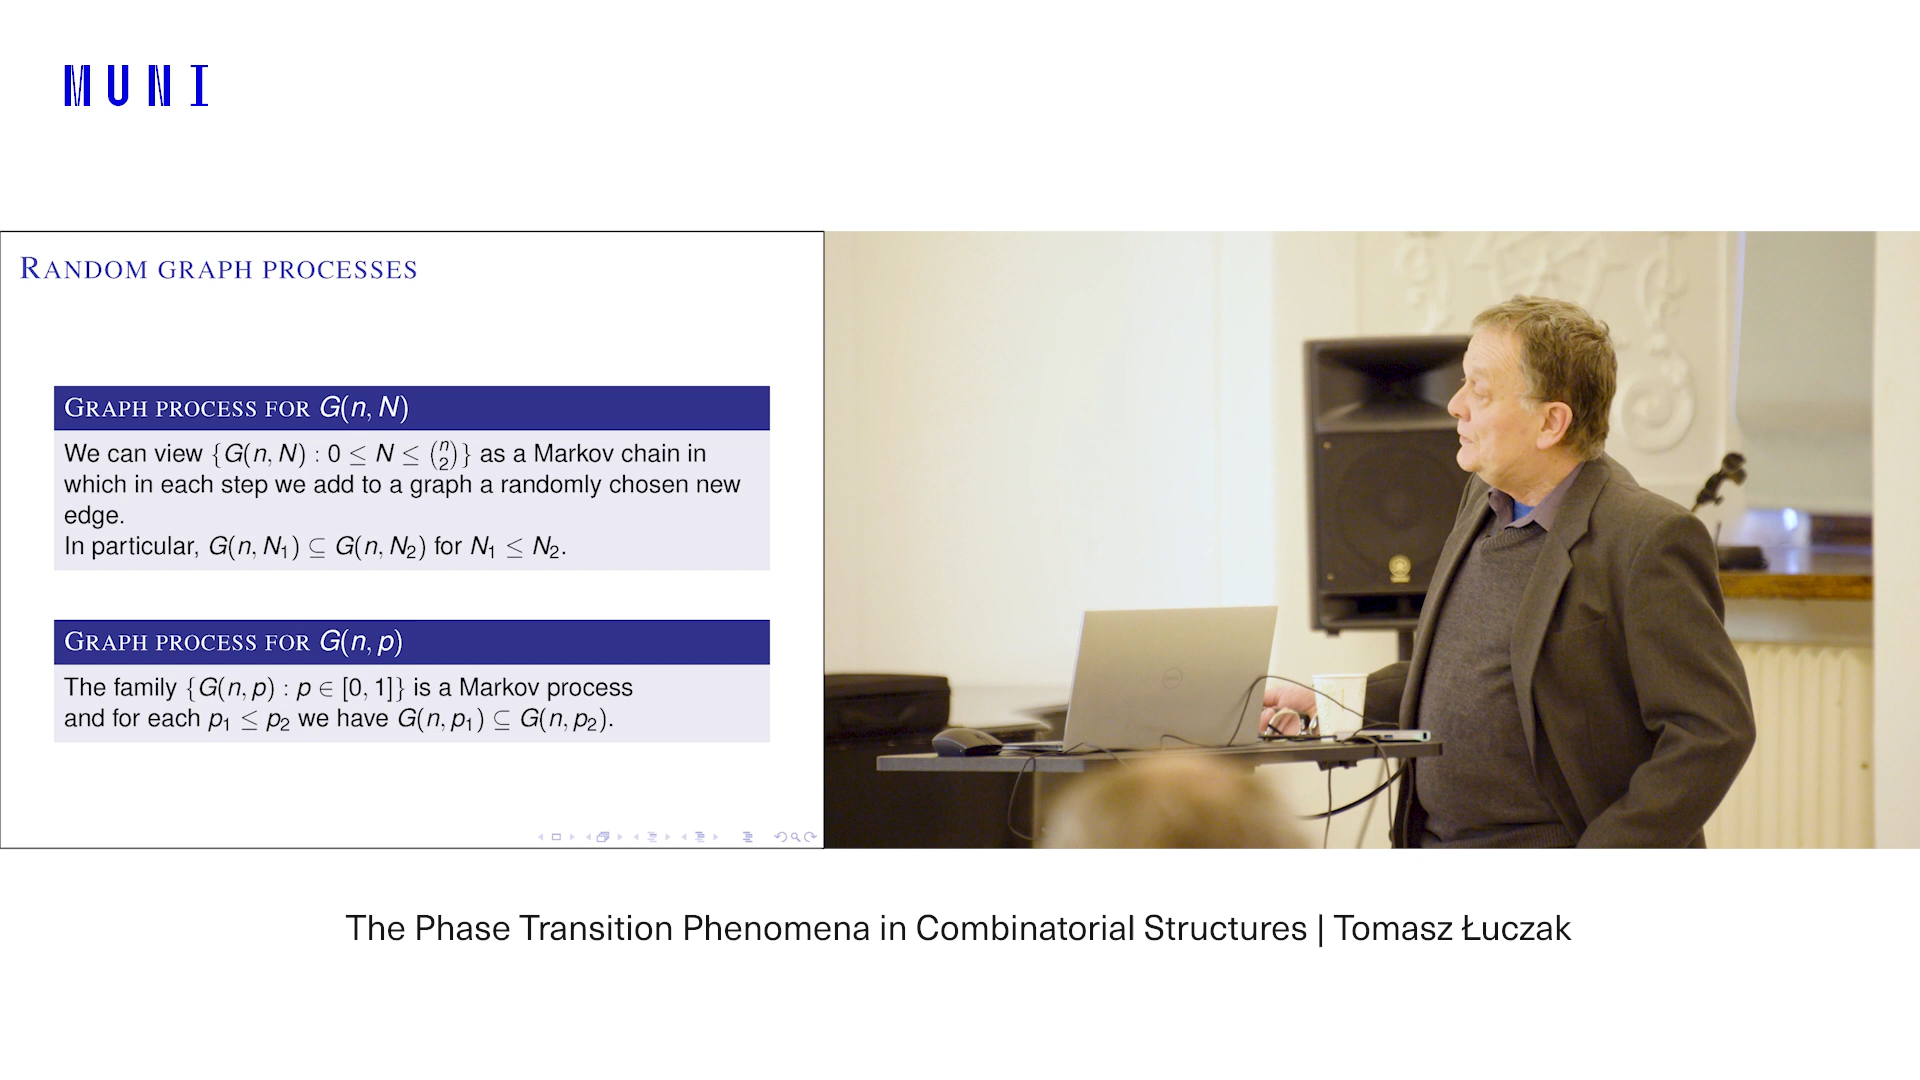 MUNI
RANDOM GRAPH PROCESSES
GRAPH PROCESS FOR G(n, N)
We can view {G(n, N) : 0 ≤ N ≤ (n 2)} as a Markov chain in
which in each step we add to a graph a randomly chosen new
edge.
In particular, G(n, N₁) ⊆ G(n, N₂) for N₁ ≤ N₂.
GRAPH PROCESS FOR G(n, p)
The family {G(n, p) : p ∈ [0, 1]} is a Markov process
and for each p₁ ≤ p₂ we have G(n, p₁) ⊆ G(n, p₂).
The Phase Transition Phenomena in Combinatorial Structures | Tomasz Łuczak